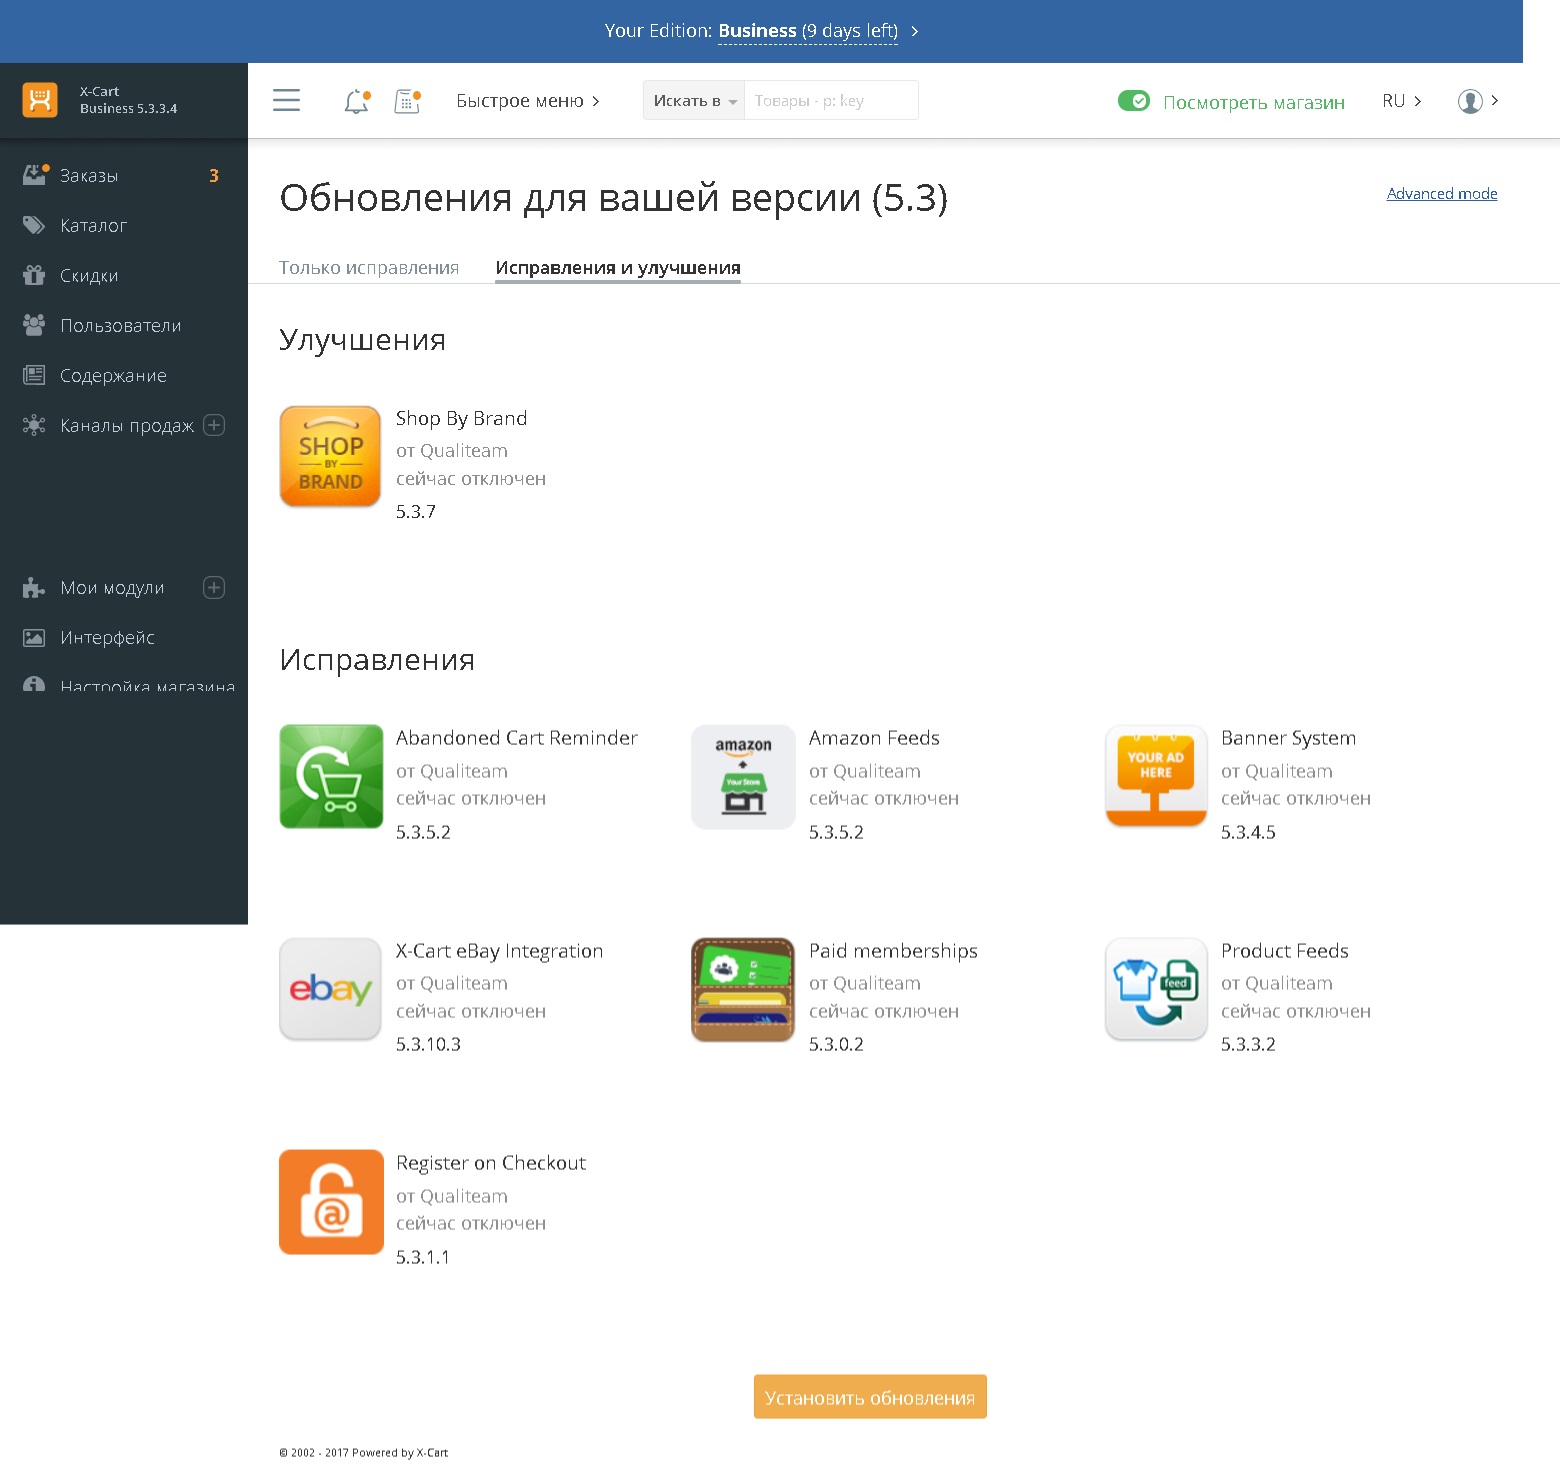 Your Edition: Business (9 days left)
X-Cart
Business 5.3.3.4
Быстрое меню
Искать в
Товары - p: key
Посмотреть магазин
RU
Заказы 3
Каталог
Скидки
Пользователи
Содержание
Каналы продаж
Мои модули
Интерфейс
Настройка магазина
Обновления для вашей версии (5.3)
Advanced mode
Только исправления
Исправления и улучшения
Улучшения
SHOP
BY
BRAND
Shop By Brand
от Qualiteam
сейчас отключен
5.3.7
Исправления
Abandoned Cart Reminder
от Qualiteam
сейчас отключен
5.3.5.2
amazon
Your Store
Amazon Feeds
от Qualiteam
сейчас отключен
5.3.5.2
YOUR AD
HERE
Banner System
от Qualiteam
сейчас отключен
5.3.4.5
ebay
X-Cart eBay Integration
от Qualiteam
сейчас отключен
5.3.10.3
Paid memberships
от Qualiteam
сейчас отключен
5.3.0.2
feed
Product Feeds
от Qualiteam
сейчас отключен
5.3.3.2
@
Register on Checkout
от Qualiteam
сейчас отключен
5.3.1.1
Установить обновления
© 2002 - 2017 Powered by X-Cart